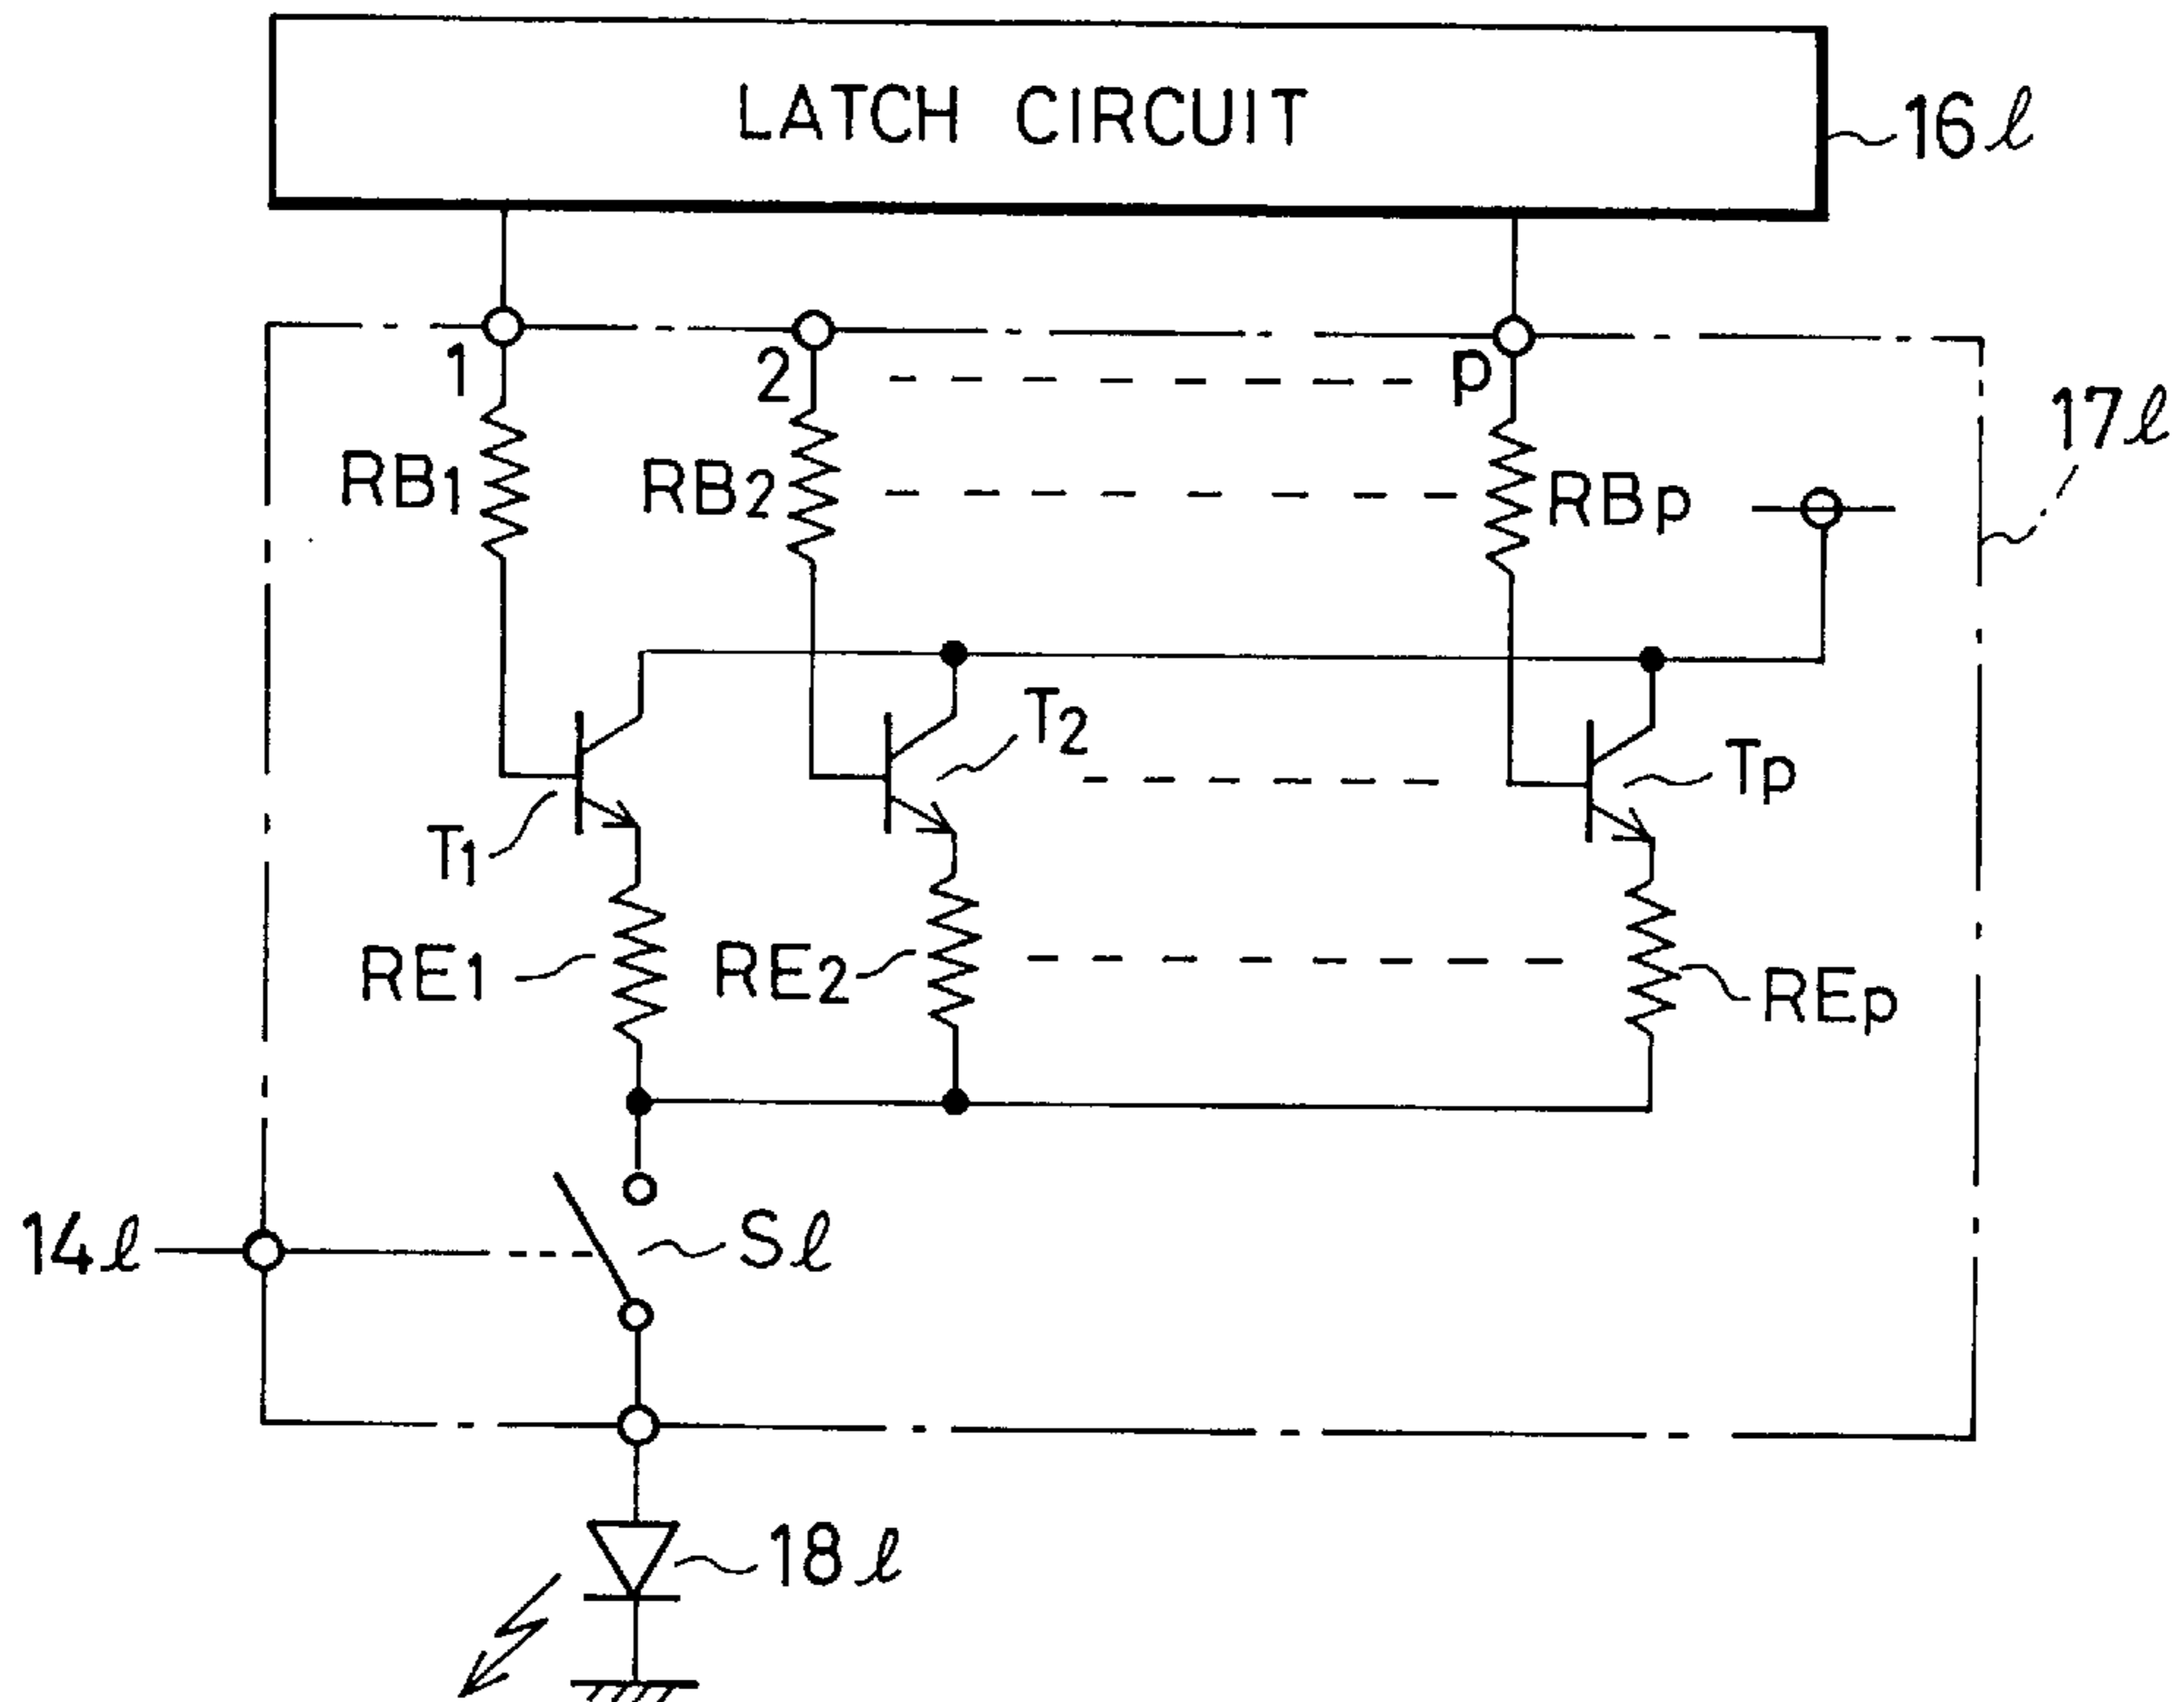 LATCH CIRCUIT
16ℓ
1
2
p
17ℓ
RB1
RB2
RBp
T1
T2
Tp
RE1
RE2
REp
14ℓ
Sℓ
18ℓ